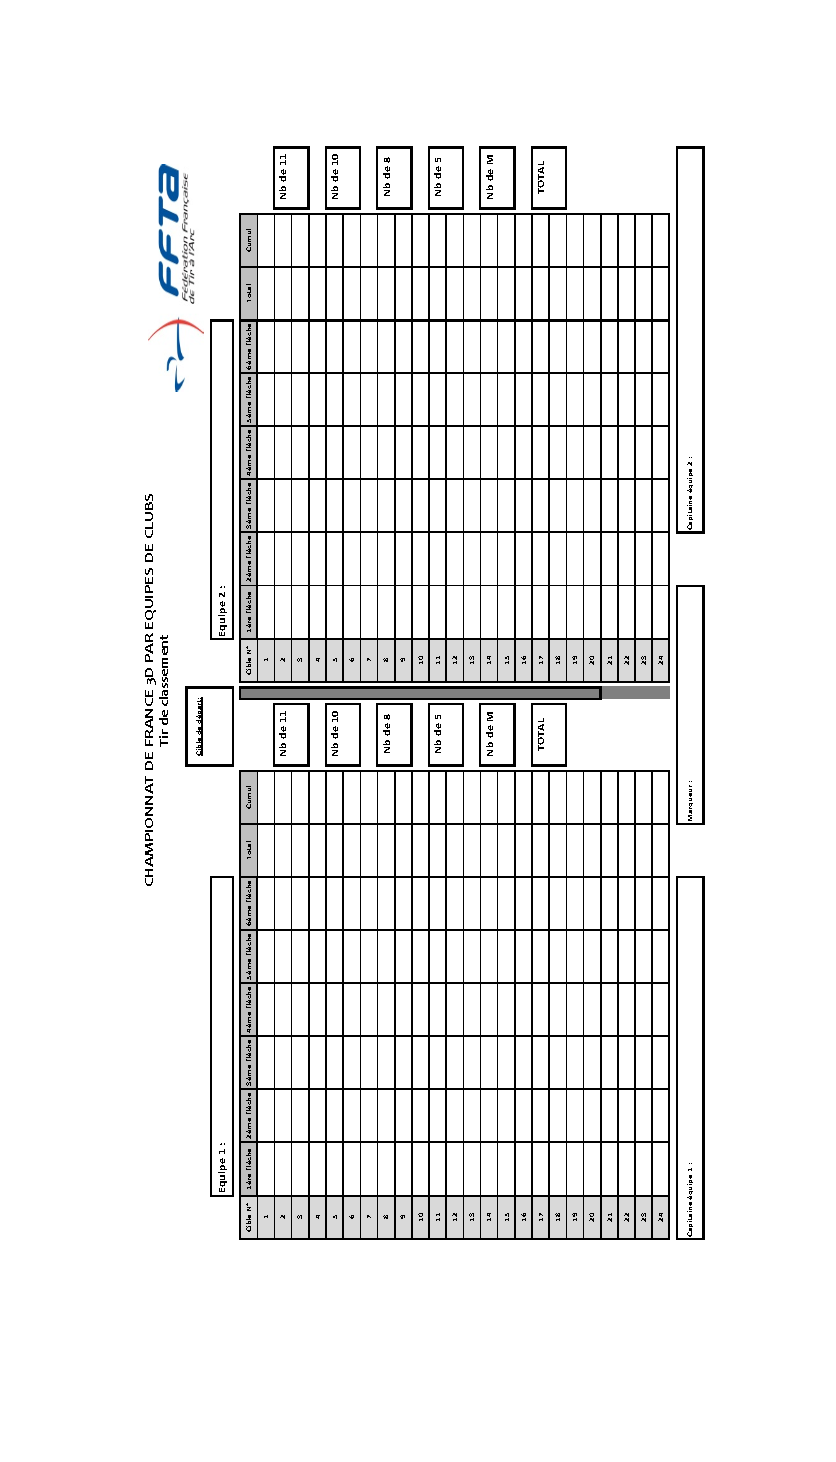 CHAMPIONNAT DE FRANCE 3D PAR EQUIPES DE CLUBS
Tir de classement
FFTA
Fédération Française
de Tir à l'Arc
Cible de départ:
Equipe 1 :
Cible N° 1ère flèche 2ème flèche 3ème flèche 4ème flèche 5ème flèche 6ème flèche Total Cumul
1
2
3
4
5
6
7
8
9
10
11
12
13
14
15
16
17
18
19
20
21
22
23
24
Nb de 11
Nb de 10
Nb de 8
Nb de 5
Nb de M
TOTAL
Equipe 2 :
Cible N° 1ère flèche 2ème flèche 3ème flèche 4ème flèche 5ème flèche 6ème flèche Total Cumul
1
2
3
4
5
6
7
8
9
10
11
12
13
14
15
16
17
18
19
20
21
22
23
24
Nb de 11
Nb de 10
Nb de 8
Nb de 5
Nb de M
TOTAL
Capitaine équipe 1 :
Marqueur :
Capitaine équipe 2 :